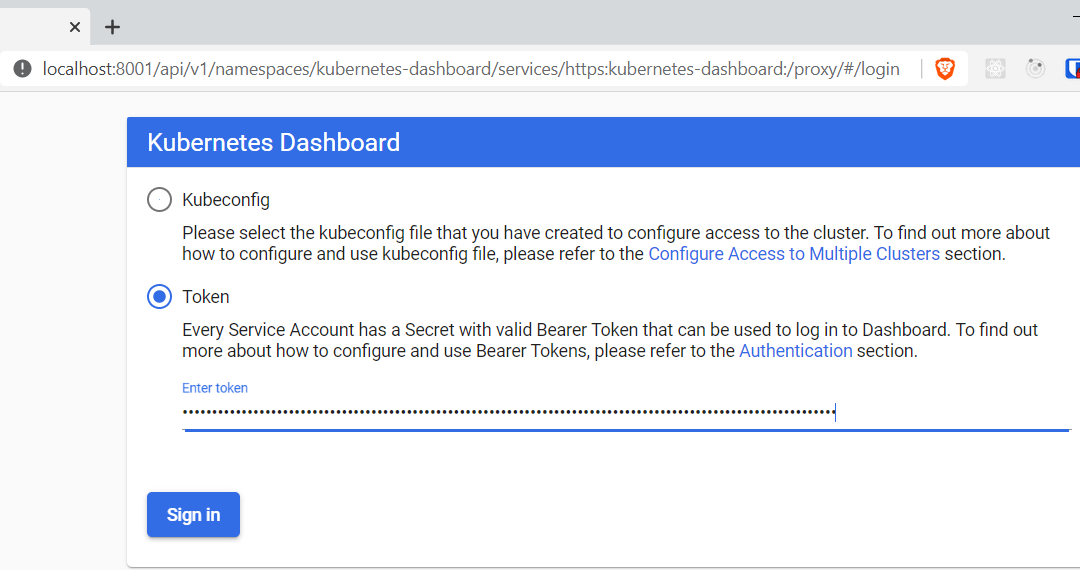 localhost:8001/api/v1/namespaces/kubernetes-dashboard/services/https:kubernetes-dashboard:/proxy/#/login
Kubernetes Dashboard
Kubeconfig
Please select the kubeconfig file that you have created to configure access to the cluster. To find out more about
how to configure and use kubeconfig file, please refer to the Configure Access to Multiple Clusters section.
Token
Every Service Account has a Secret with valid Bearer Token that can be used to log in to Dashboard. To find out
more about how to configure and use Bearer Tokens, please refer to the Authentication section.
Enter token
Sign in